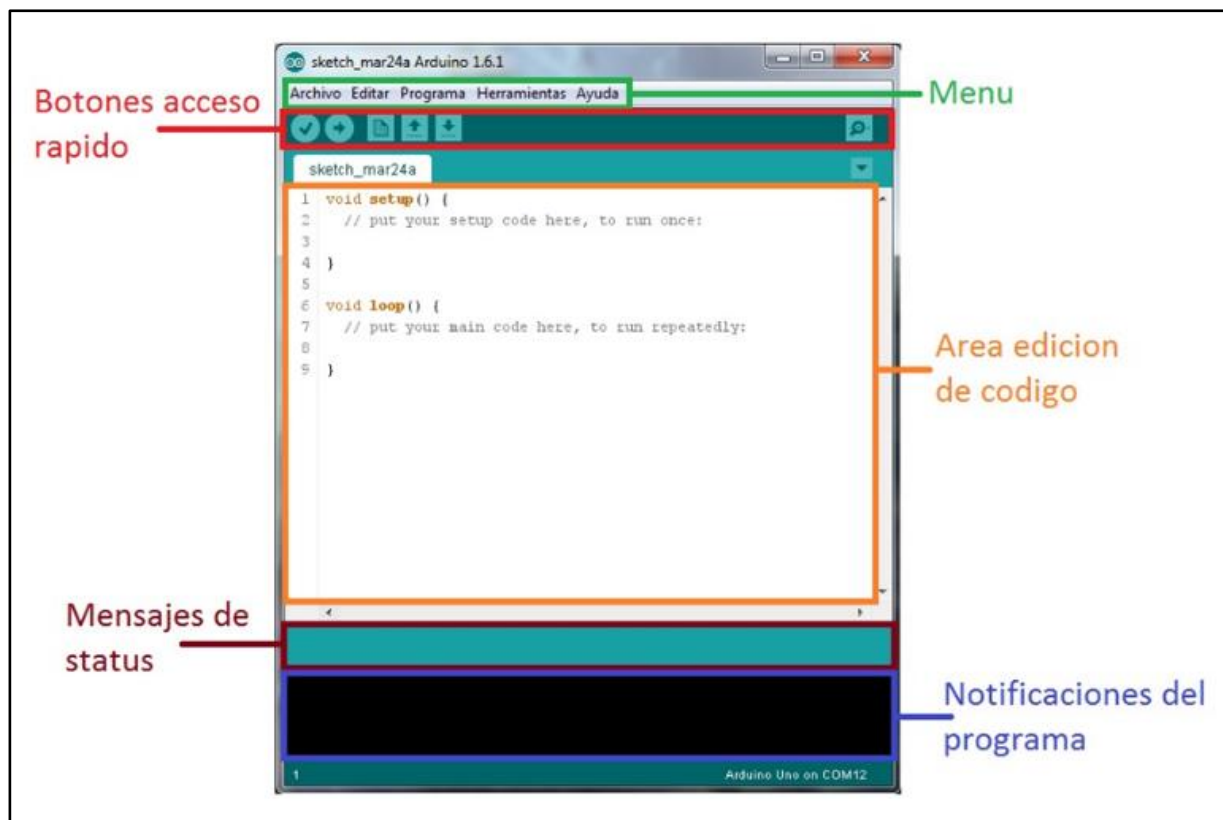 sketch_mar24a Arduino 1.6.1
Archivo Editar Programa Herramientas Ayuda
Botones acceso
rapido
Menu
sketch_mar24a
1 void setup() {
2 // put your setup code here, to run once:
3
4 }
5
6 void loop() {
7 // put your main code here, to run repeatedly:
8
9 }
Area edicion
de codigo
Mensajes de
status
Notificaciones del
programa
1
Arduino Uno on COM12